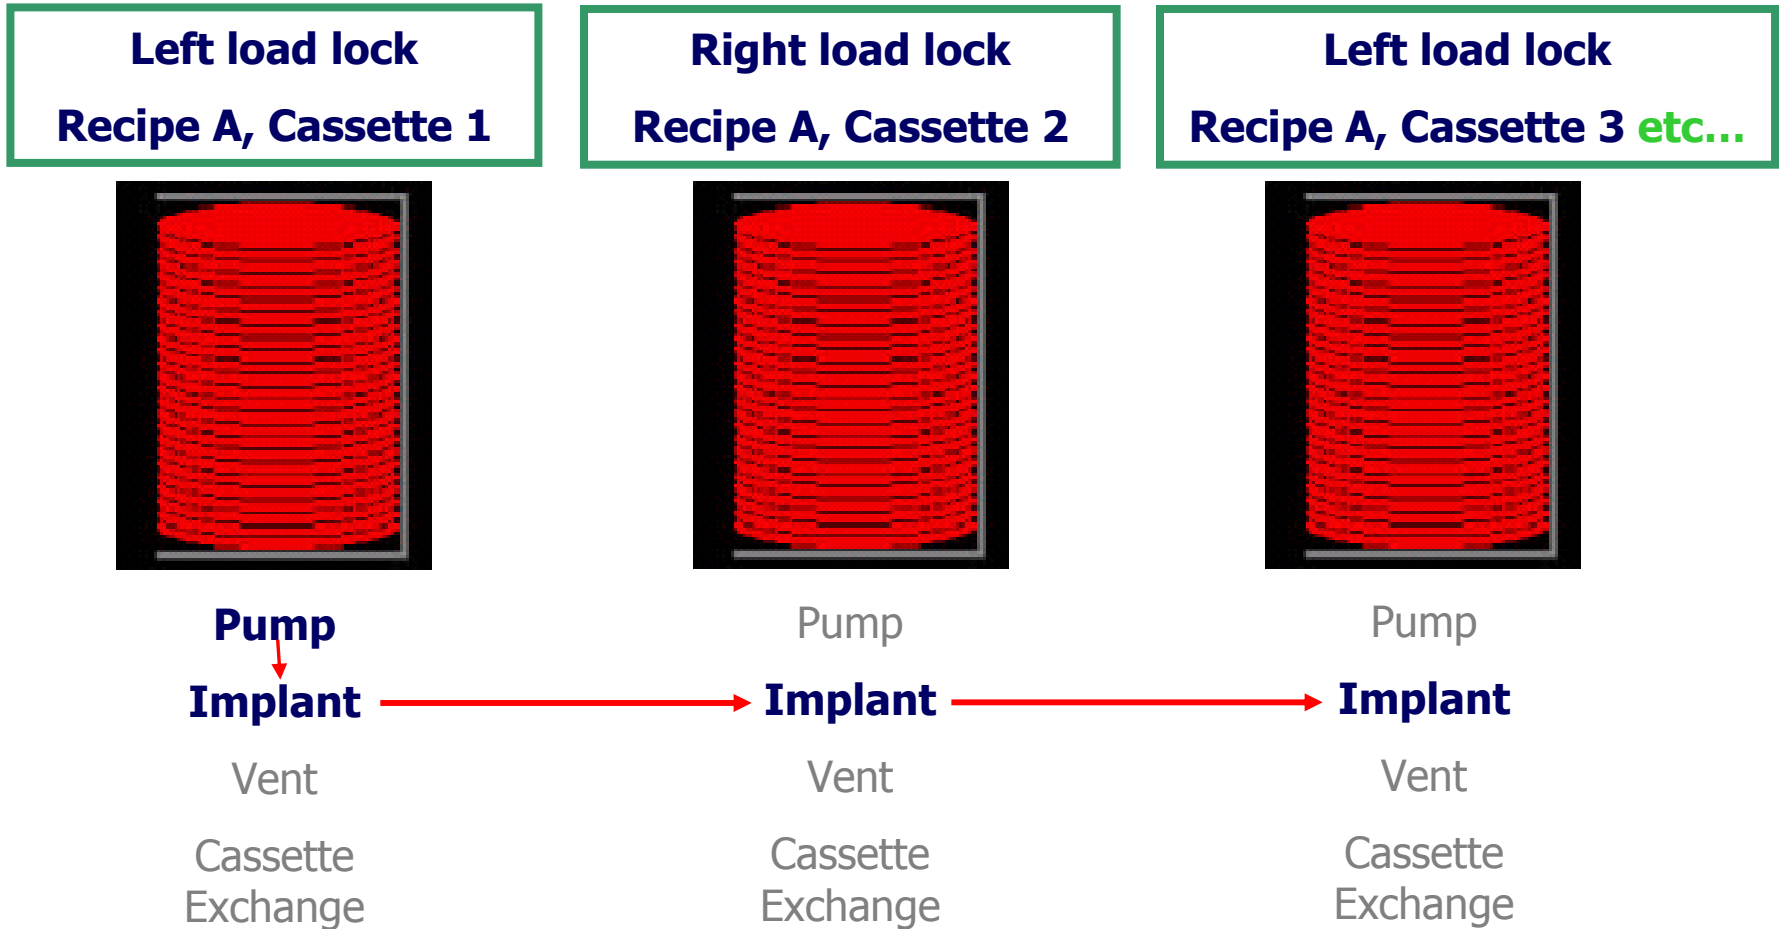 Left load lock
Recipe A, Cassette 1
Right load lock
Recipe A, Cassette 2
Left load lock
Recipe A, Cassette 3 etc...
Pump
Implant
Vent
Cassette
Exchange
Pump
Implant
Vent
Cassette
Exchange
Pump
Implant
Vent
Cassette
Exchange